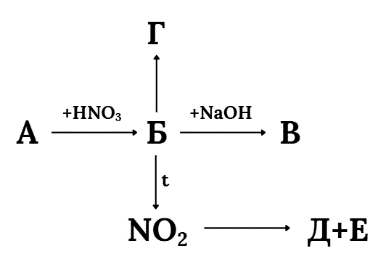 Г
+HNO₃ +NaOH
А Б В
t
NO₂ Д+Е